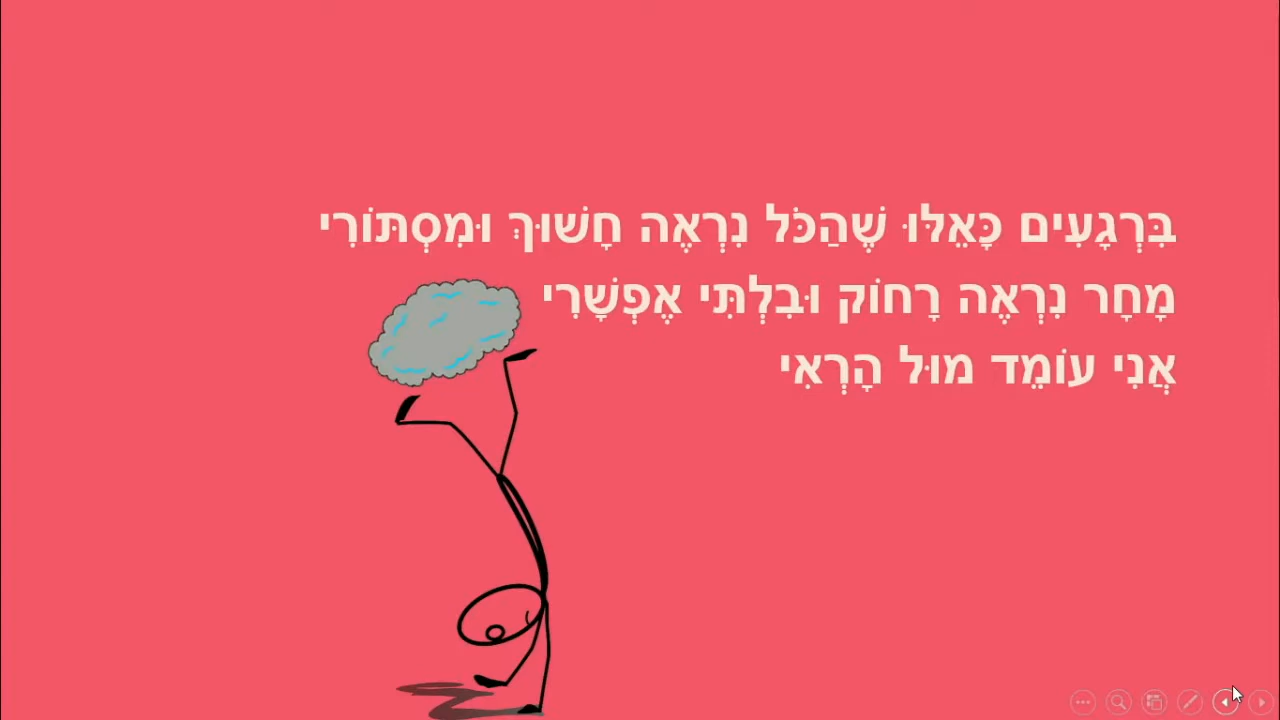 בִּרְגָעִים כָּאֵלּוּ שֶׁהַכֹּל נִרְאֶה חָשׁוּךְ וּמִסְתּוֹרִי
מָחָר נִרְאֶה רָחוֹק וּבִלְתִּי אֶפְשָׁרִי
אֲנִי עוֹמֵד מוּל הָרְאִי